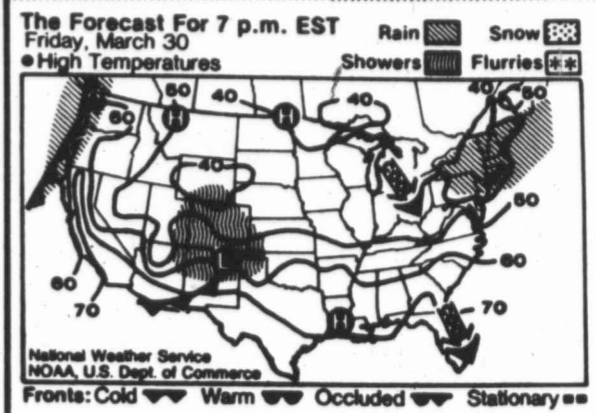 The Forecast For 7 p.m. EST
Friday, March 30
High Temperatures
Rain Snow
Showers Flurries
60 50 40 40 40 50
40
50
60
60
70
70
H H H
National Weather Service
NOAA, U.S. Dept. of Commerce
Fronts: Cold Warm Occluded Stationary